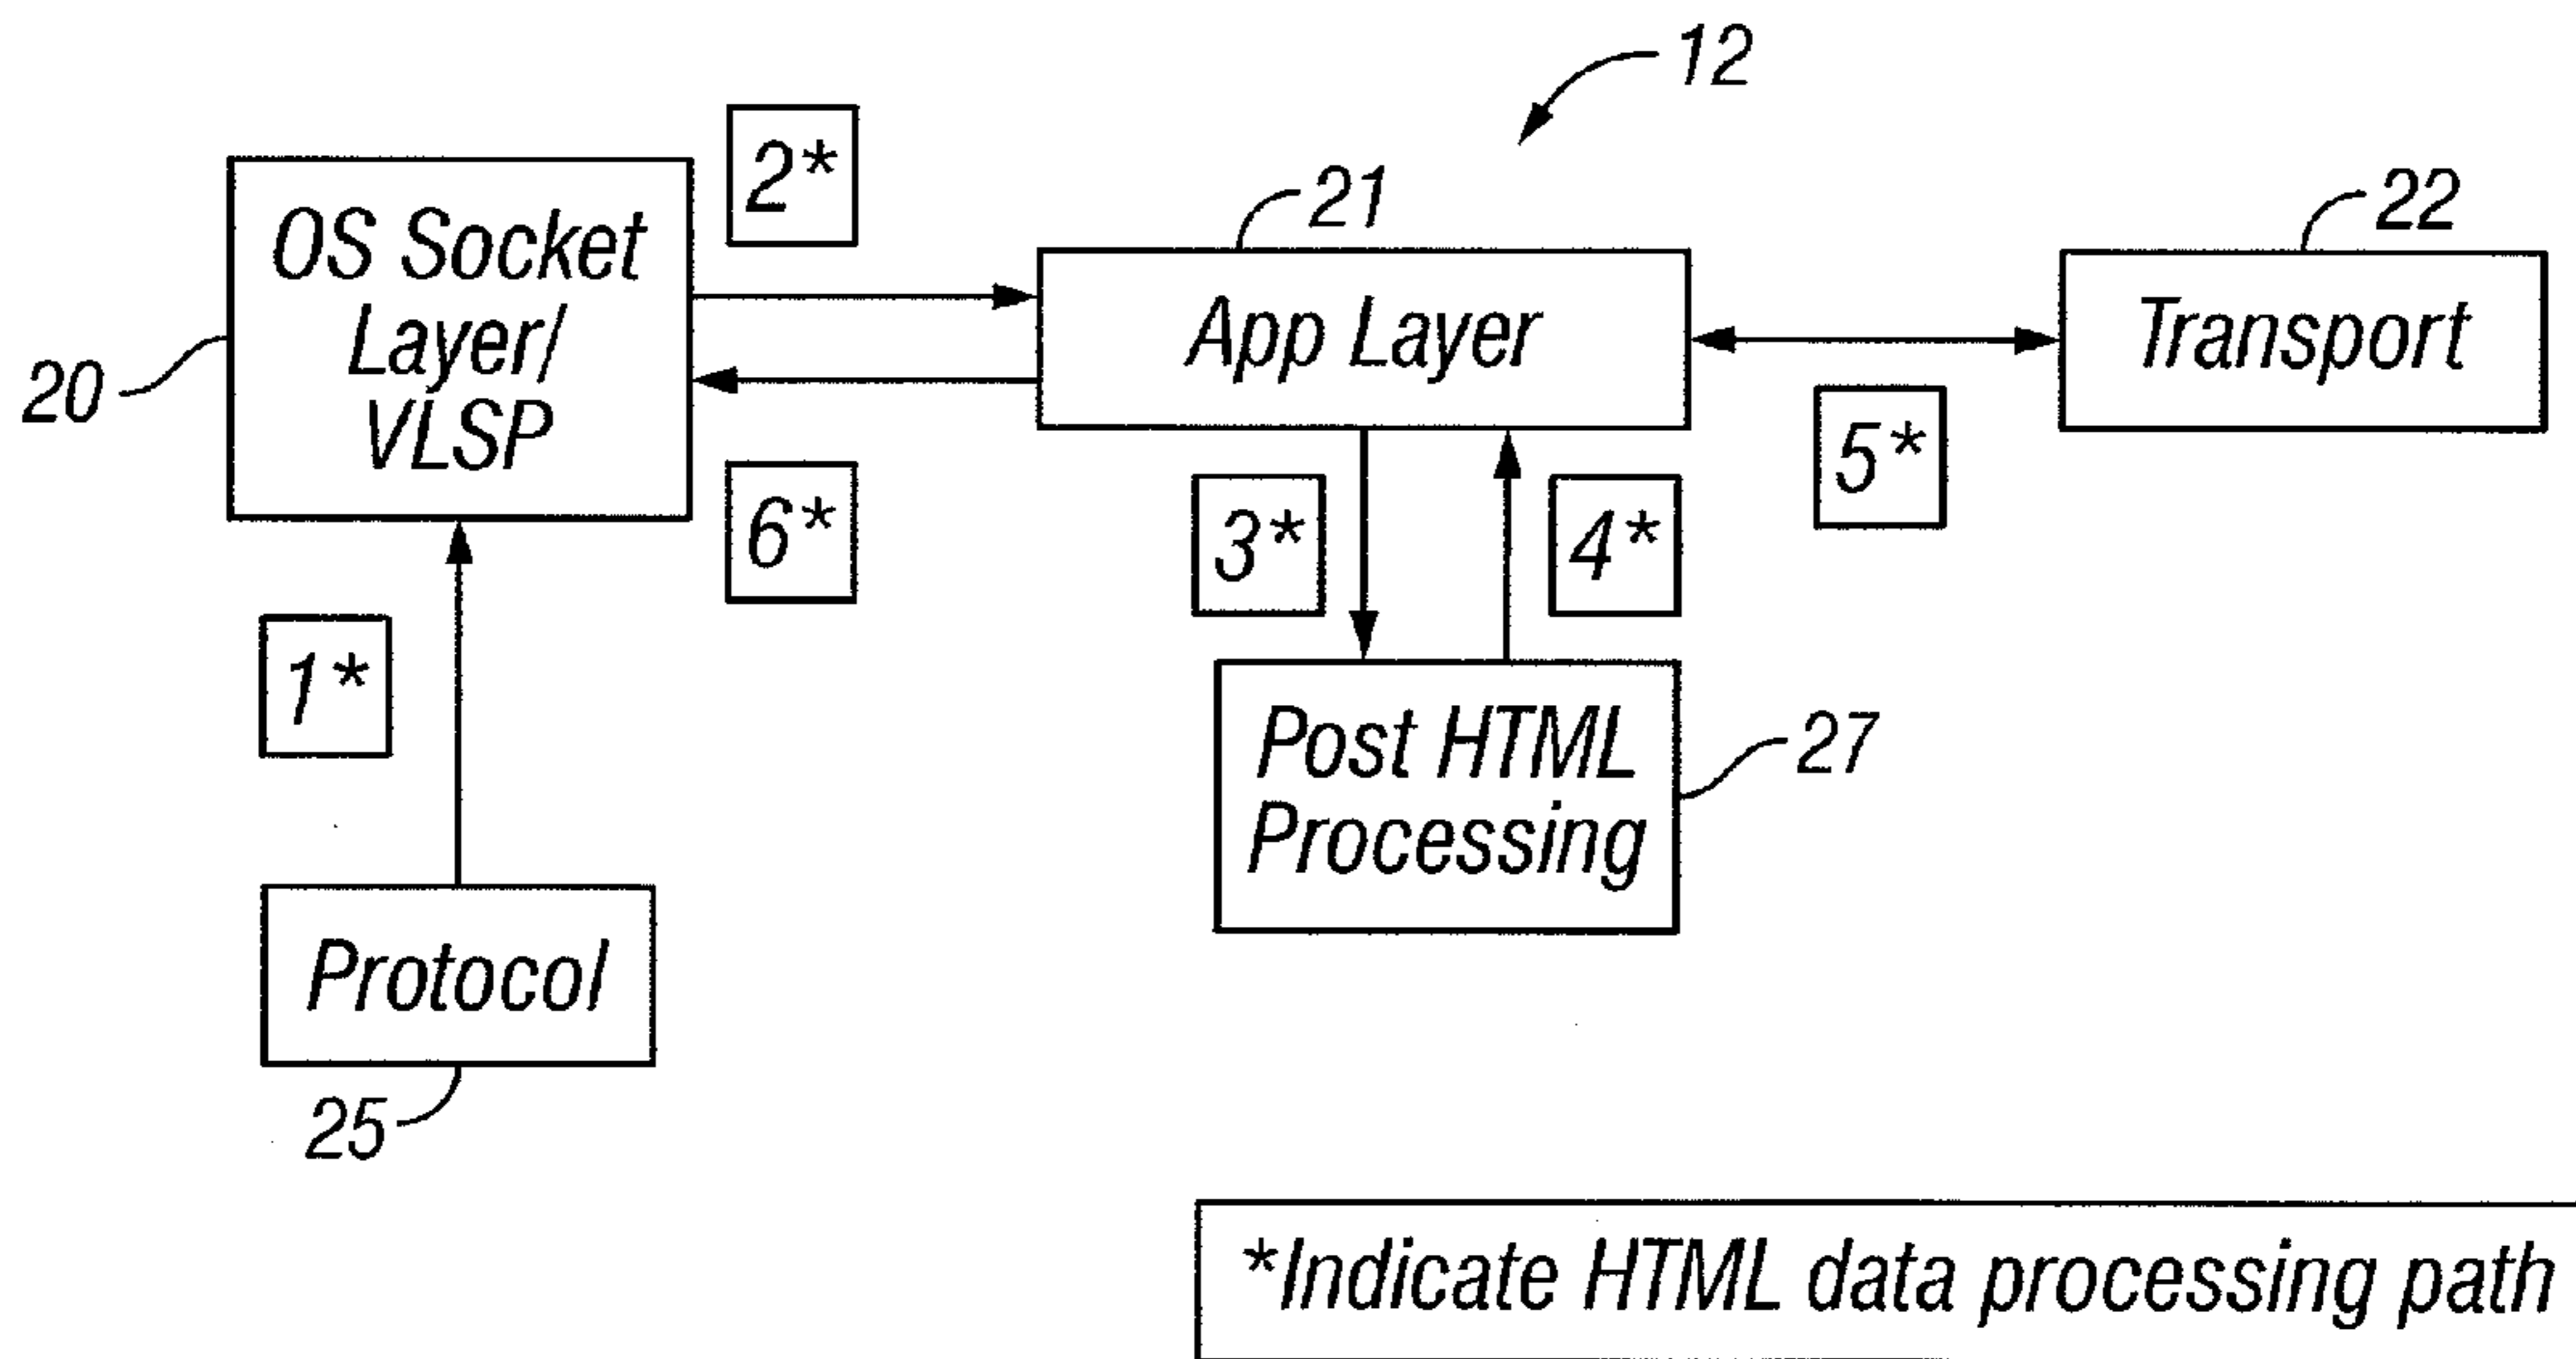 12
2*
21
22
OS Socket
Layer/
VLSP
App Layer
Transport
20
6*
3*
4*
5*
1*
Post HTML
Processing
27
Protocol
25
*Indicate HTML data processing path